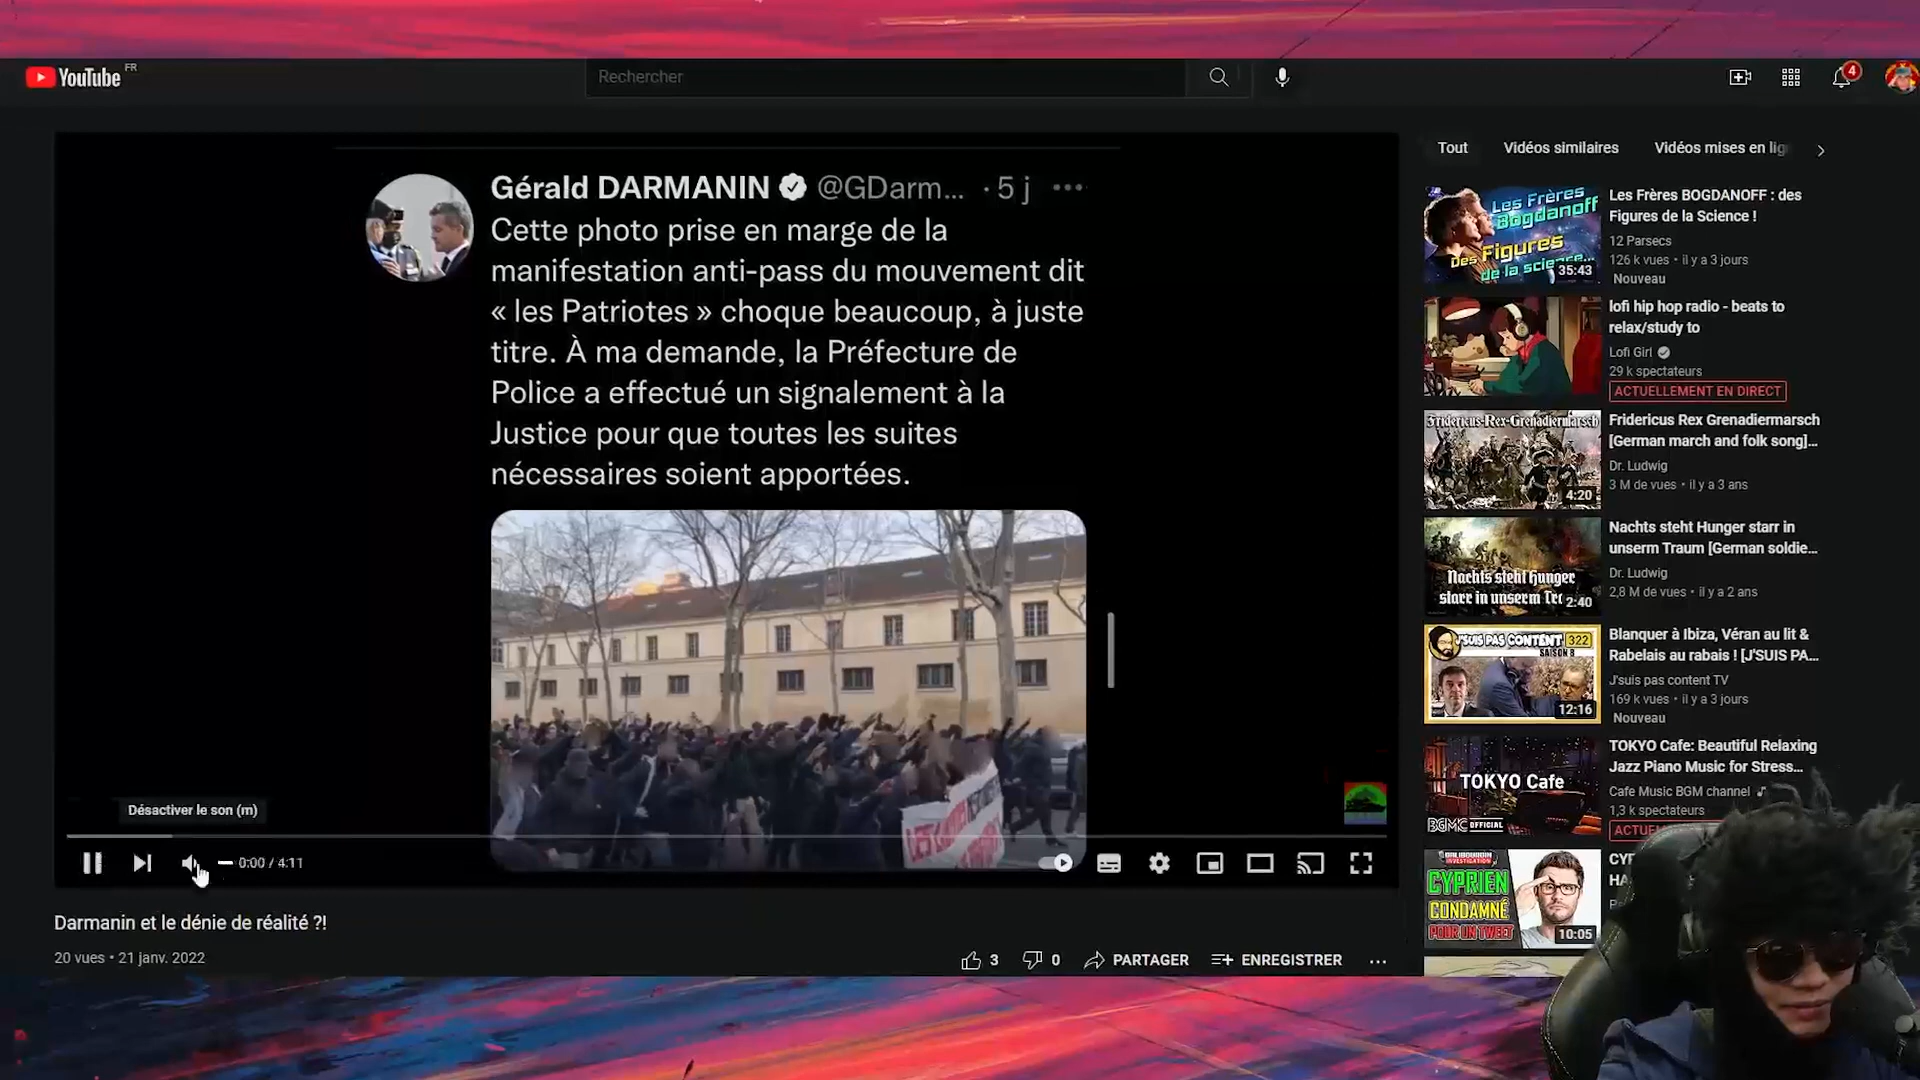 YouTube FR
Rechercher
4
Gérald DARMANIN @GDarm... · 5 j
Cette photo prise en marge de la
manifestation anti-pass du mouvement dit
« les Patriotes » choque beaucoup, à juste
titre. À ma demande, la Préfecture de
Police a effectué un signalement à la
Justice pour que toutes les suites
nécessaires soient apportées.
Désactiver le son (m)
0:00 / 4:11
Darmanin et le dénie de réalité ?!
20 vues • 21 janv. 2022
3
0
PARTAGER
ENREGISTRER
Tout
Vidéos similaires
Vidéos mises en lig
Les Frères
Bogdanoff
Des Figures
de la science...
35:43
Les Frères BOGDANOFF : des
Figures de la Science !
12 Parsecs
126 k vues • il y a 3 jours
Nouveau
lofi hip hop radio - beats to
relax/study to
Lofi Girl
29 k spectateurs
ACTUELLEMENT EN DIRECT
Fridericus-Rex-Grenadiermarsch
4:20
Fridericus Rex Grenadiermarsch
[German march and folk song]...
Dr. Ludwig
3 M de vues • il y a 3 ans
Nachts steht Hunger
starr in unserm Tra
2:40
Nachts steht Hunger starr in
unserm Traum [German soldie...
Dr. Ludwig
2,8 M de vues • il y a 2 ans
J'SUIS PAS CONTENT 322
SAISON 8
12:16
Blanquer à Ibiza, Véran au lit &
Rabelais au rabais ! [J'SUIS PA...
J'suis pas content TV
169 k vues • il y a 3 jours
Nouveau
TOKYO Cafe
BGMC OFFICIAL
TOKYO Cafe: Beautiful Relaxing
Jazz Piano Music for Stress...
Cafe Music BGM channel
1,3 k spectateurs
ACTUE
INVESTIGATION
CYPRIEN
CONDAMNÉ
POUR UN TWEET
10:05
CYP
HA